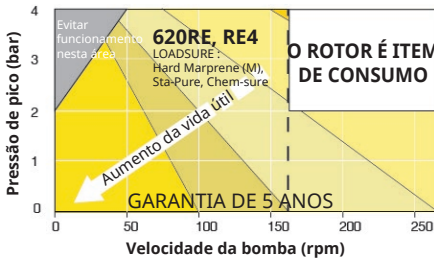 4
3
2
1
0
Pressão de pico (bar)
Evitar
funcionamento
nesta área
620RE, RE4
LOADSURE :
Hard Marprene (M),
Sta-Pure, Chem-sure
O ROTOR É ITEM
DE CONSUMO
Aumento da vida útil
GARANTIA DE 5 ANOS
0 50 100 150 200 250
Velocidade da bomba (rpm)